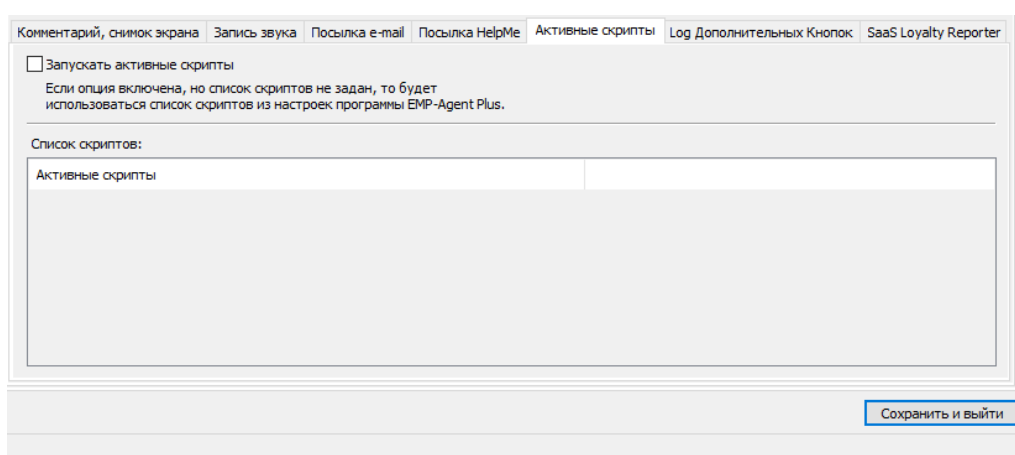 Комментарий, снимок экрана Запись звука Посылка e-mail Посылка HelpMe Активные скрипты Log Дополнительных Кнопок SaaS Loyalty Reporter
Запускать активные скрипты
Если опция включена, но список скриптов не задан, то будет
использоваться список скриптов из настроек программы EMP-Agent Plus.
Список скриптов:
Активные скрипты
Сохранить и выйти